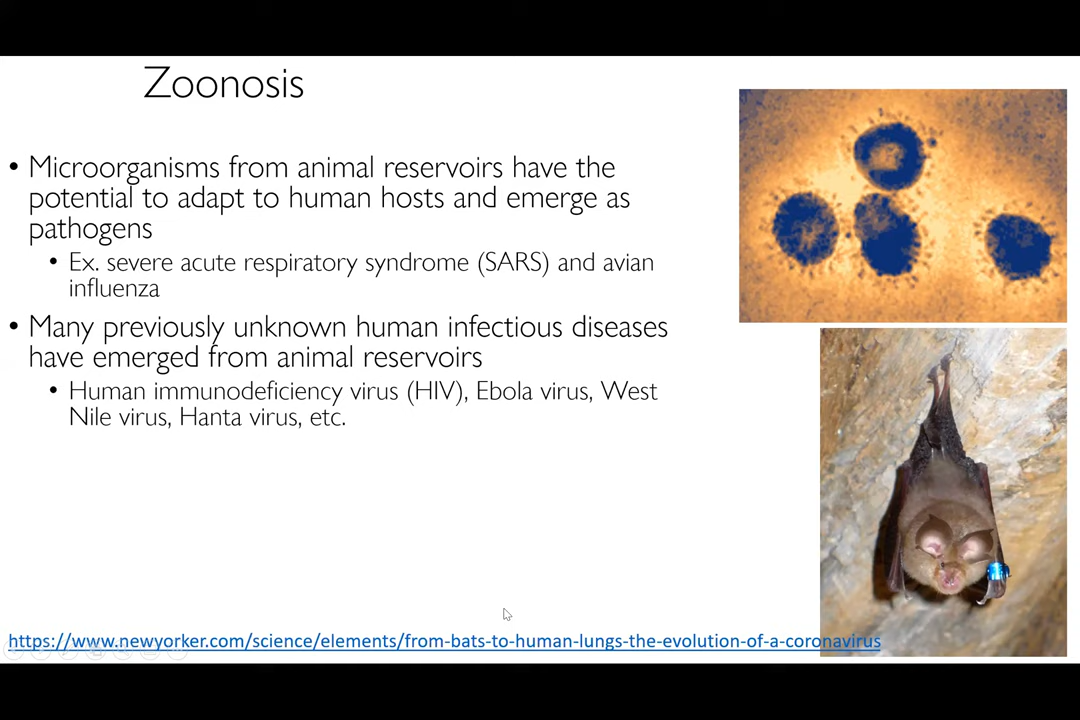 Zoonosis
• Microorganisms from animal reservoirs have the
potential to adapt to human hosts and emerge as
pathogens
• Ex. severe acute respiratory syndrome (SARS) and avian
influenza
• Many previously unknown human infectious diseases
have emerged from animal reservoirs
• Human immunodeficiency virus (HIV), Ebola virus, West
Nile virus, Hanta virus, etc.
https://www.newyorker.com/science/elements/from-bats-to-human-lungs-the-evolution-of-a-coronavirus